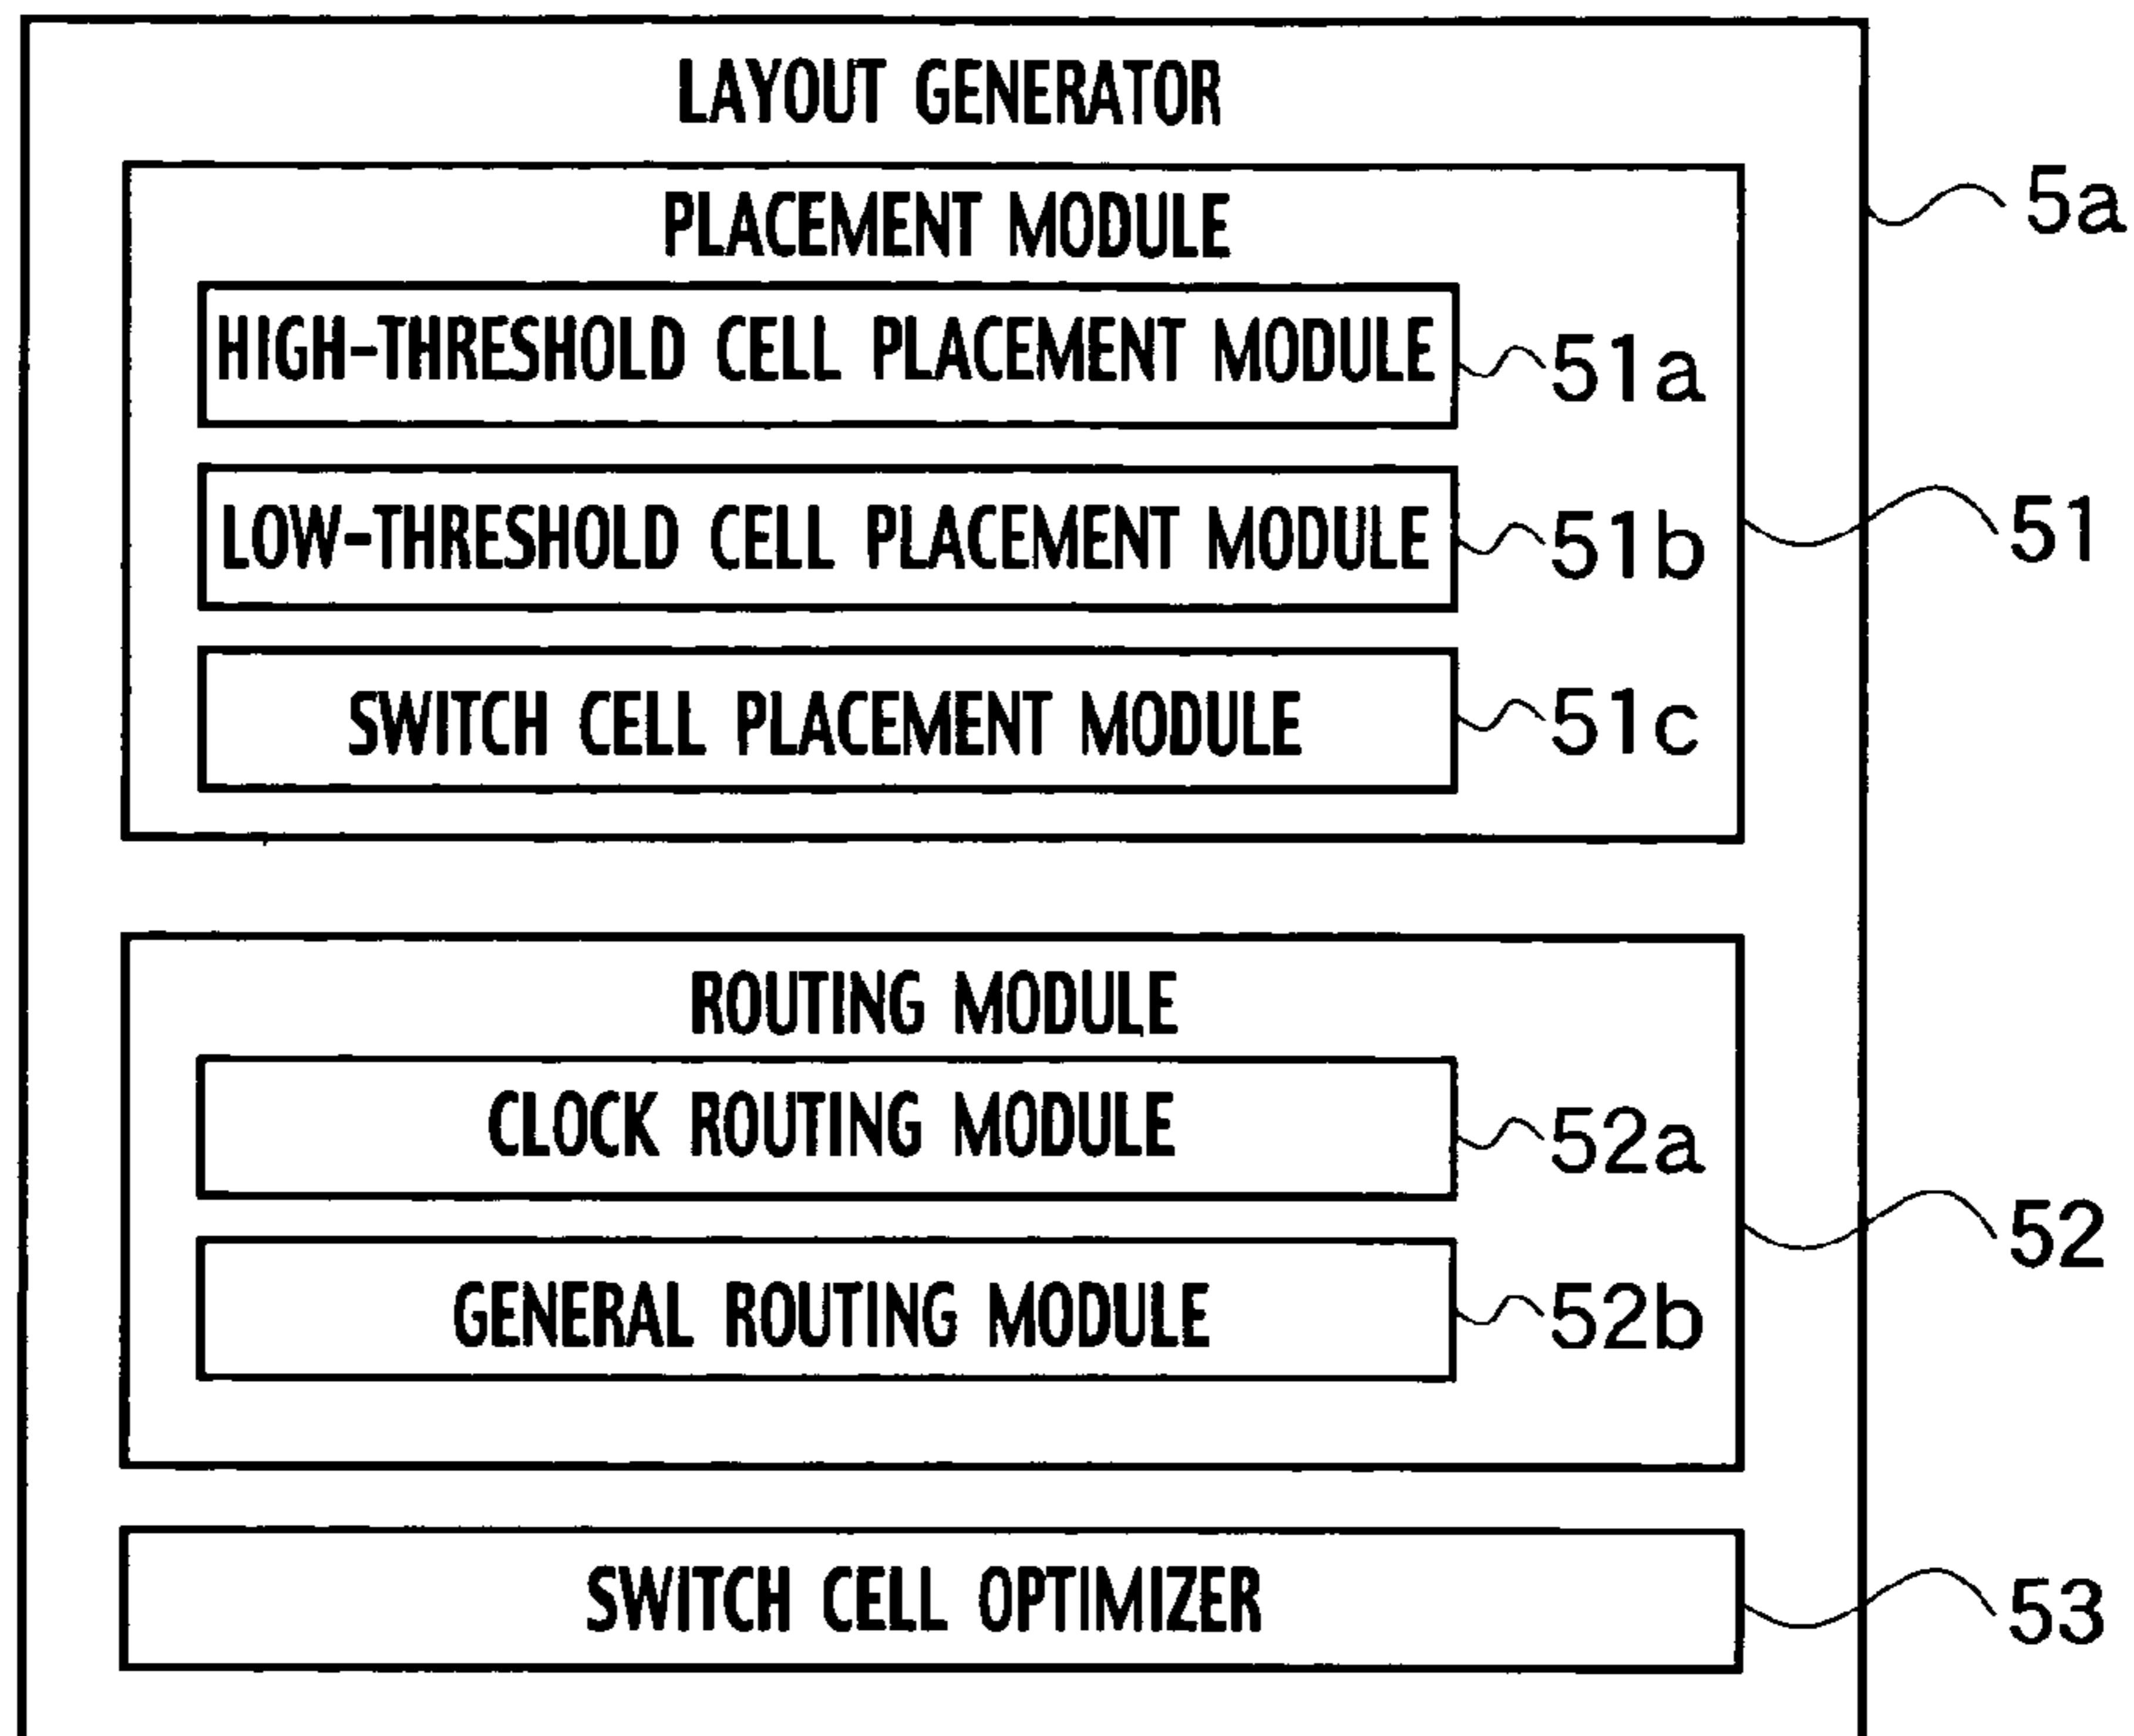 LAYOUT GENERATOR
5a
PLACEMENT MODULE
HIGH-THRESHOLD CELL PLACEMENT MODULE
51a
51
LOW-THRESHOLD CELL PLACEMENT MODULE
51b
SWITCH CELL PLACEMENT MODULE
51c
ROUTING MODULE
CLOCK ROUTING MODULE
52a
52
GENERAL ROUTING MODULE
52b
SWITCH CELL OPTIMIZER
53